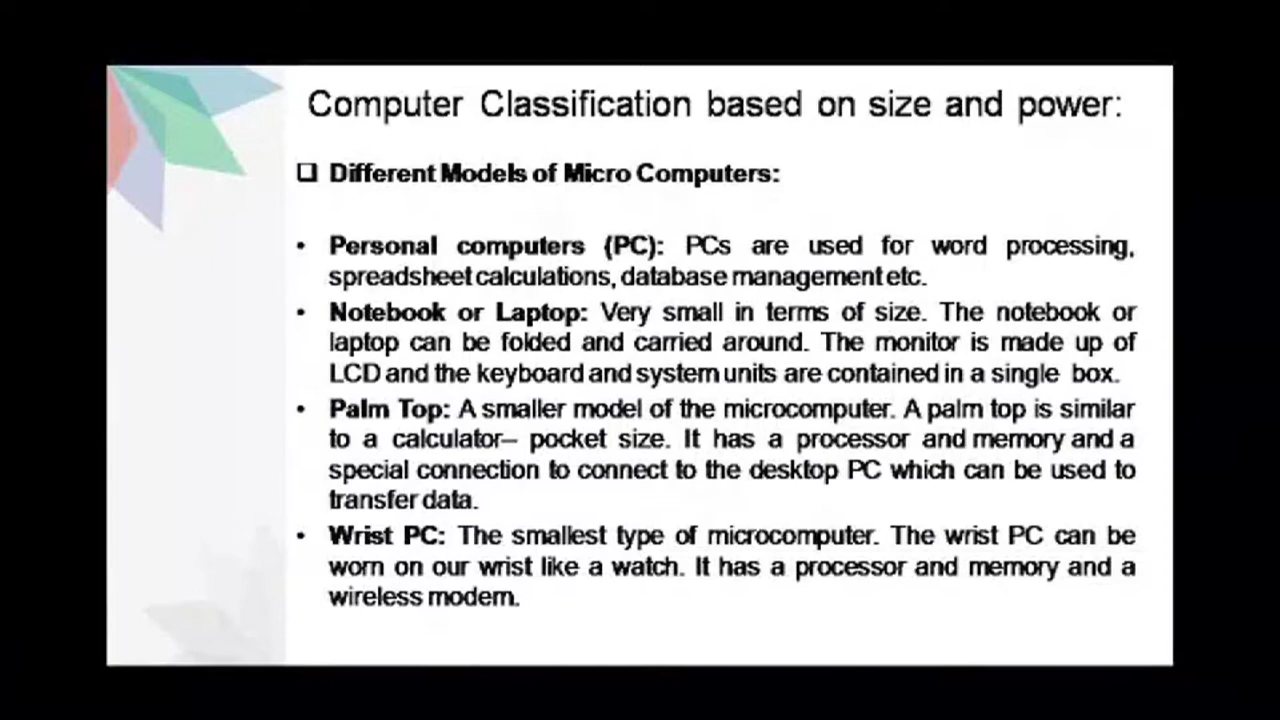 Computer Classification based on size and power:
❑ Different Models of Micro Computers:
• Personal computers (PC): PCs are used for word processing,
spreadsheet calculations, database management etc.
• Notebook or Laptop: Very small in terms of size. The notebook or
laptop can be folded and carried around. The monitor is made up of
LCD and the keyboard and system units are contained in a single box.
• Palm Top: A smaller model of the microcomputer. A palm top is similar
to a calculator– pocket size. It has a processor and memory and a
special connection to connect to the desktop PC which can be used to
transfer data.
• Wrist PC: The smallest type of microcomputer. The wrist PC can be
worn on our wrist like a watch. It has a processor and memory and a
wireless modem.